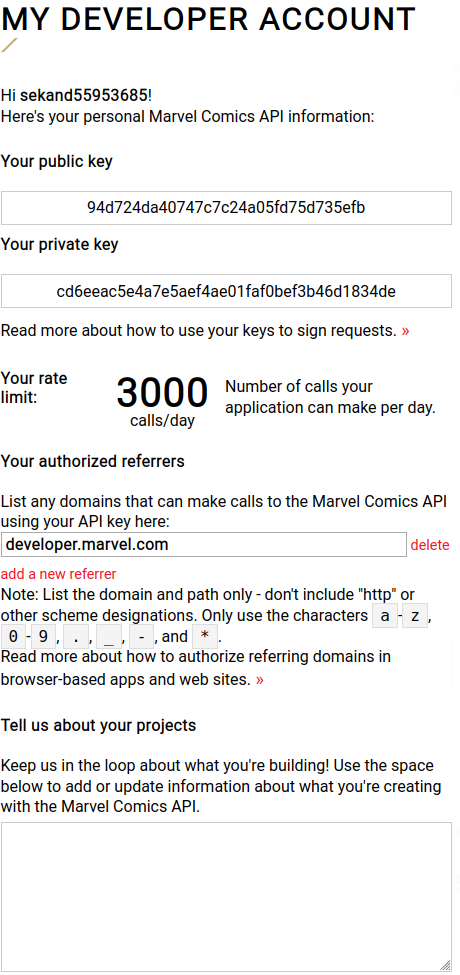 MY DEVELOPER ACCOUNT
Hi sekand55953685!
Here's your personal Marvel Comics API information:
Your public key
94d724da40747c7c24a05fd75d735efb
Your private key
cd6eeac5e4a7e5aef4ae01faf0bef3b46d1834de
Read more about how to use your keys to sign requests. »
Your rate
limit:
3000
calls/day
Number of calls your
application can make per day.
Your authorized referrers
List any domains that can make calls to the Marvel Comics API
using your API key here:
developer.marvel.com delete
add a new referrer
Note: List the domain and path only - don't include "http" or
other scheme designations. Only use the characters a-z,
0-9, ., _, -, and *.
Read more about how to authorize referring domains in
browser-based apps and web sites. »
Tell us about your projects
Keep us in the loop about what you're building! Use the space
below to add or update information about what you're creating
with the Marvel Comics API.